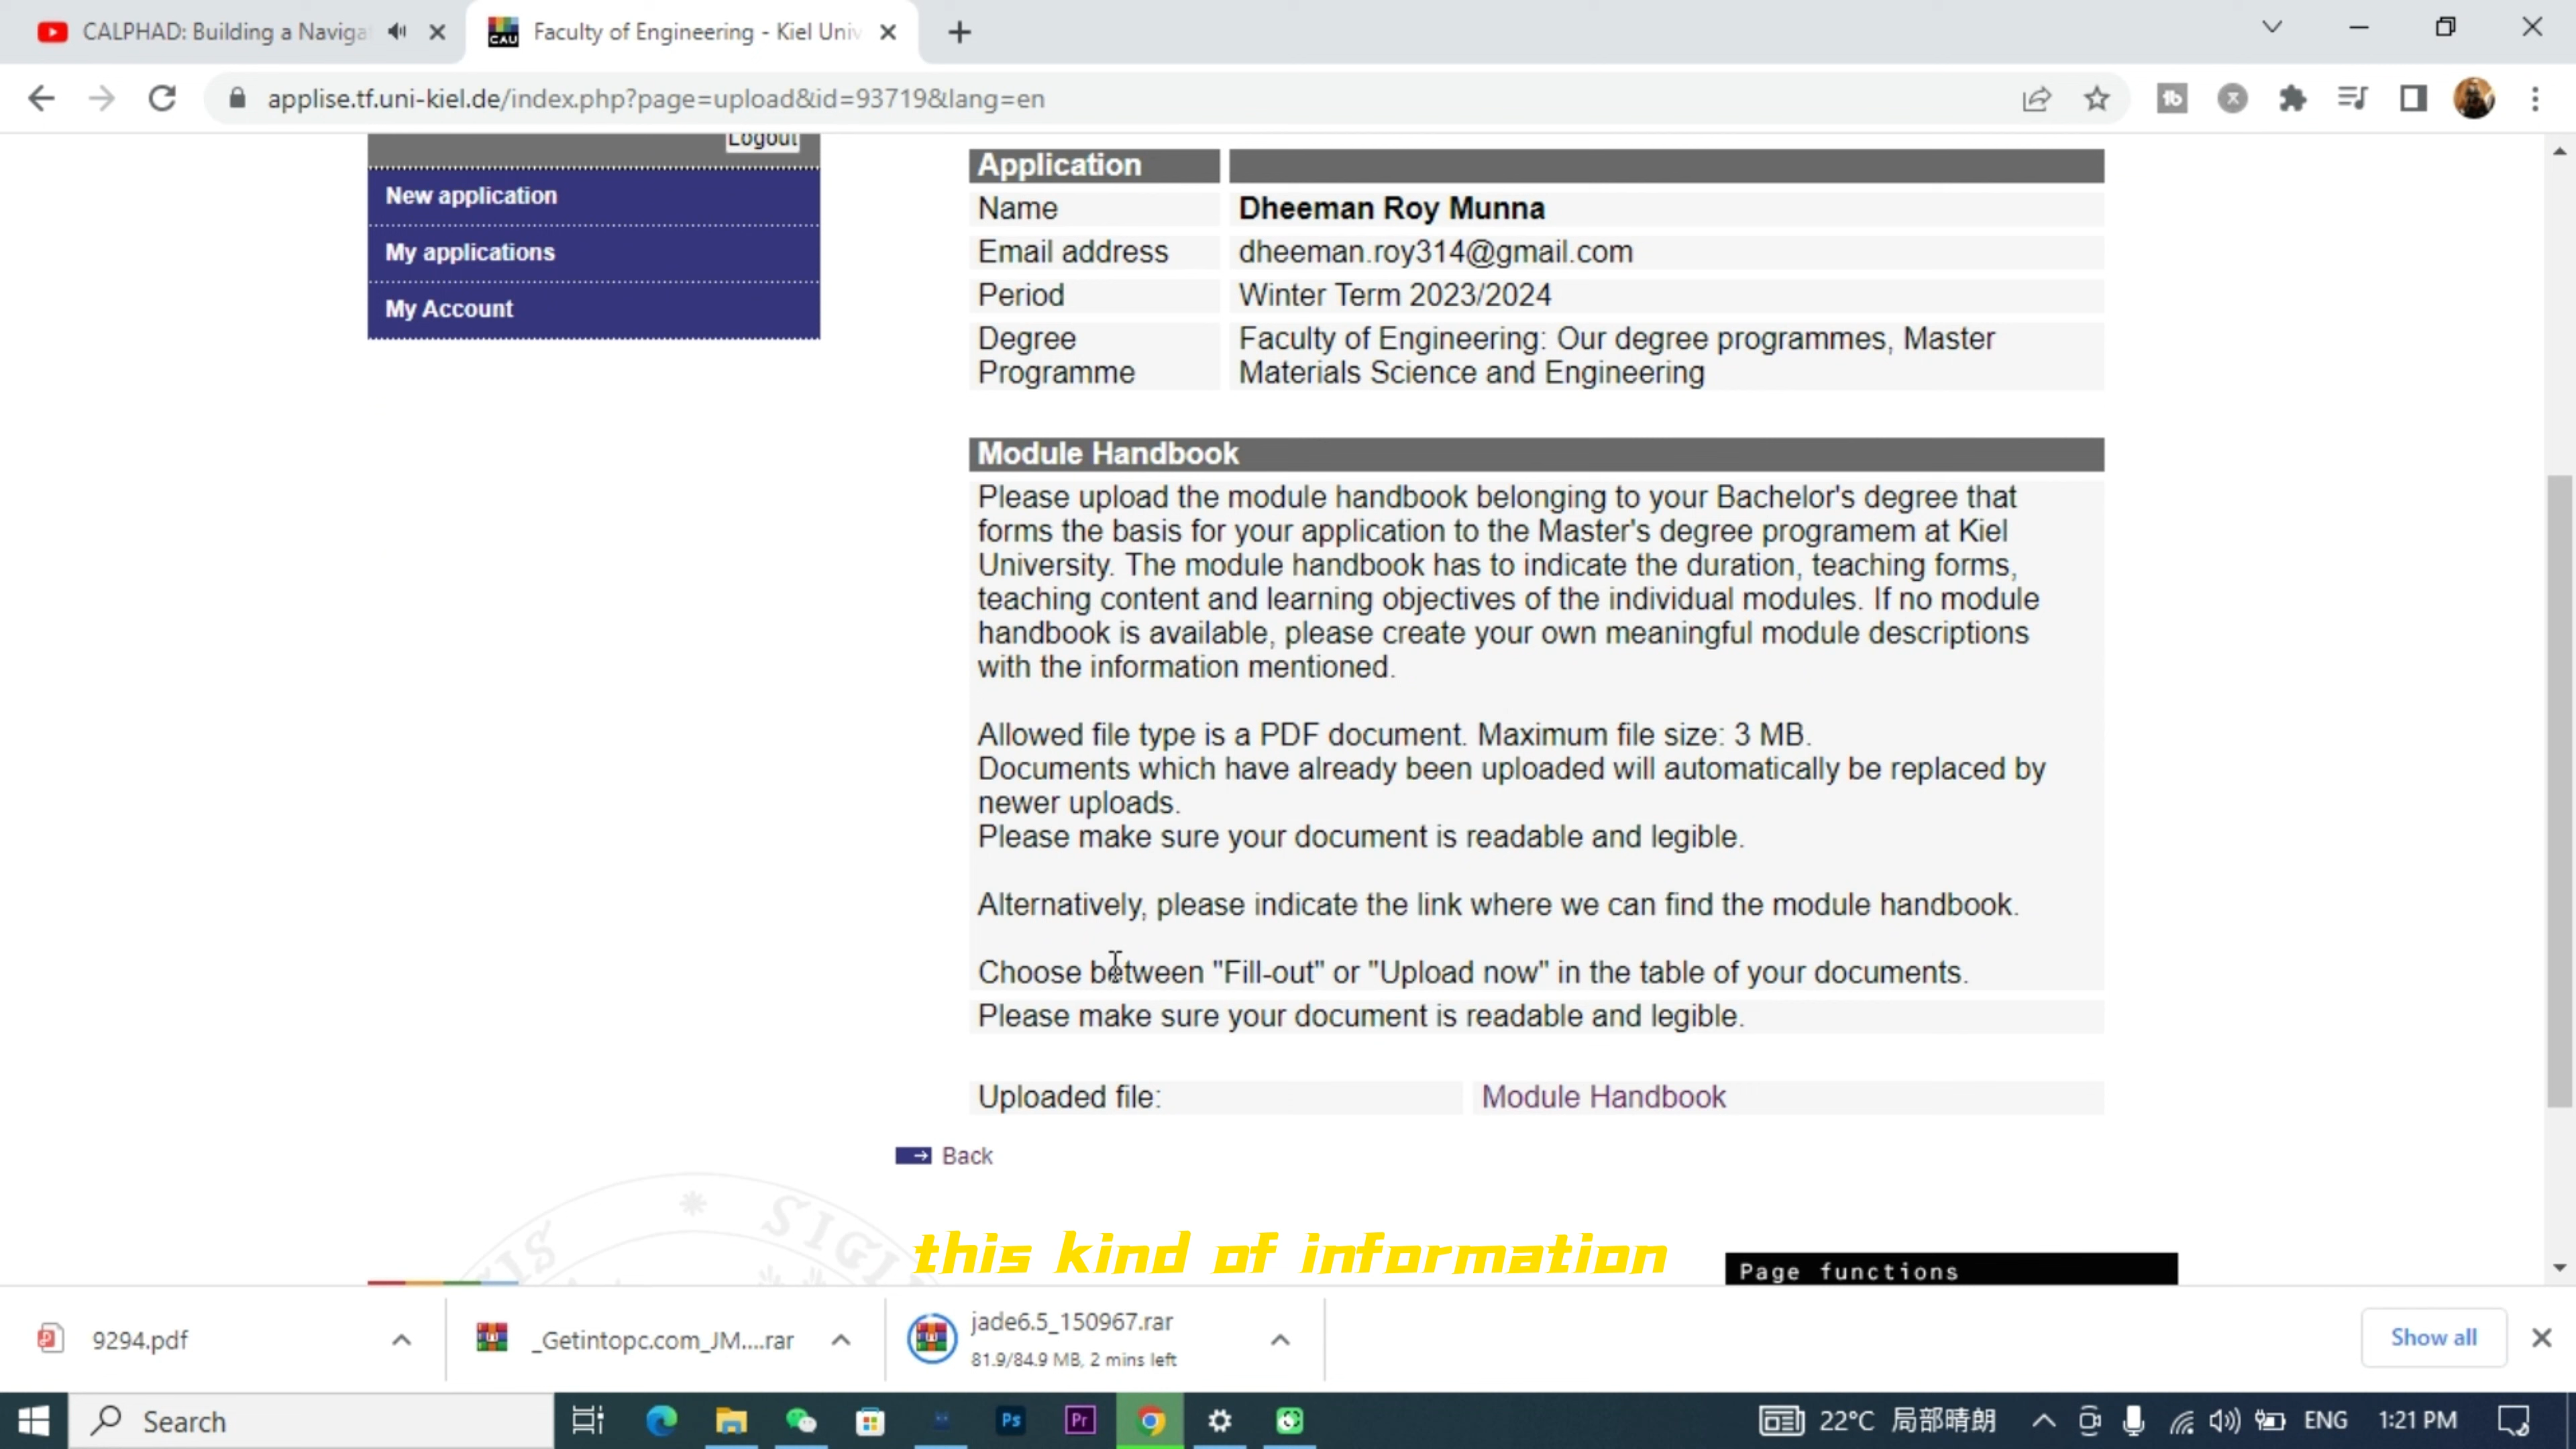 CALPHAD: Building a Naviga
Faculty of Engineering - Kiel Univ
applise.tf.uni-kiel.de/index.php?page=upload&id=93719&lang=en
Logout
New application
My applications
My Account
Application
Name Dheeman Roy Munna
Email address dheeman.roy314@gmail.com
Period Winter Term 2023/2024
Degree Programme Faculty of Engineering: Our degree programmes, Master
Materials Science and Engineering
Module Handbook
Please upload the module handbook belonging to your Bachelor's degree that
forms the basis for your application to the Master's degree programem at Kiel
University. The module handbook has to indicate the duration, teaching forms,
teaching content and learning objectives of the individual modules. If no module
handbook is available, please create your own meaningful module descriptions
with the information mentioned.
Allowed file type is a PDF document. Maximum file size: 3 MB.
Documents which have already been uploaded will automatically be replaced by
newer uploads.
Please make sure your document is readable and legible.
Alternatively, please indicate the link where we can find the module handbook.
Choose between "Fill-out" or "Upload now" in the table of your documents.
Please make sure your document is readable and legible.
Uploaded file: Module Handbook
Back
SIGI
this kind of information
Page functions
9294.pdf
_Getintopc.com_JM....rar
jade6.5_150967.rar
81.9/84.9 MB, 2 mins left
Show all
Search
Ps
Pr
22°C 局部晴朗
ENG
1:21 PM